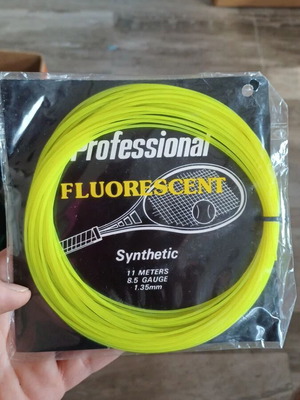 Professional
FLUORESCENT
Synthetic
11 METERS
8.5 GAUGE
1.35mm